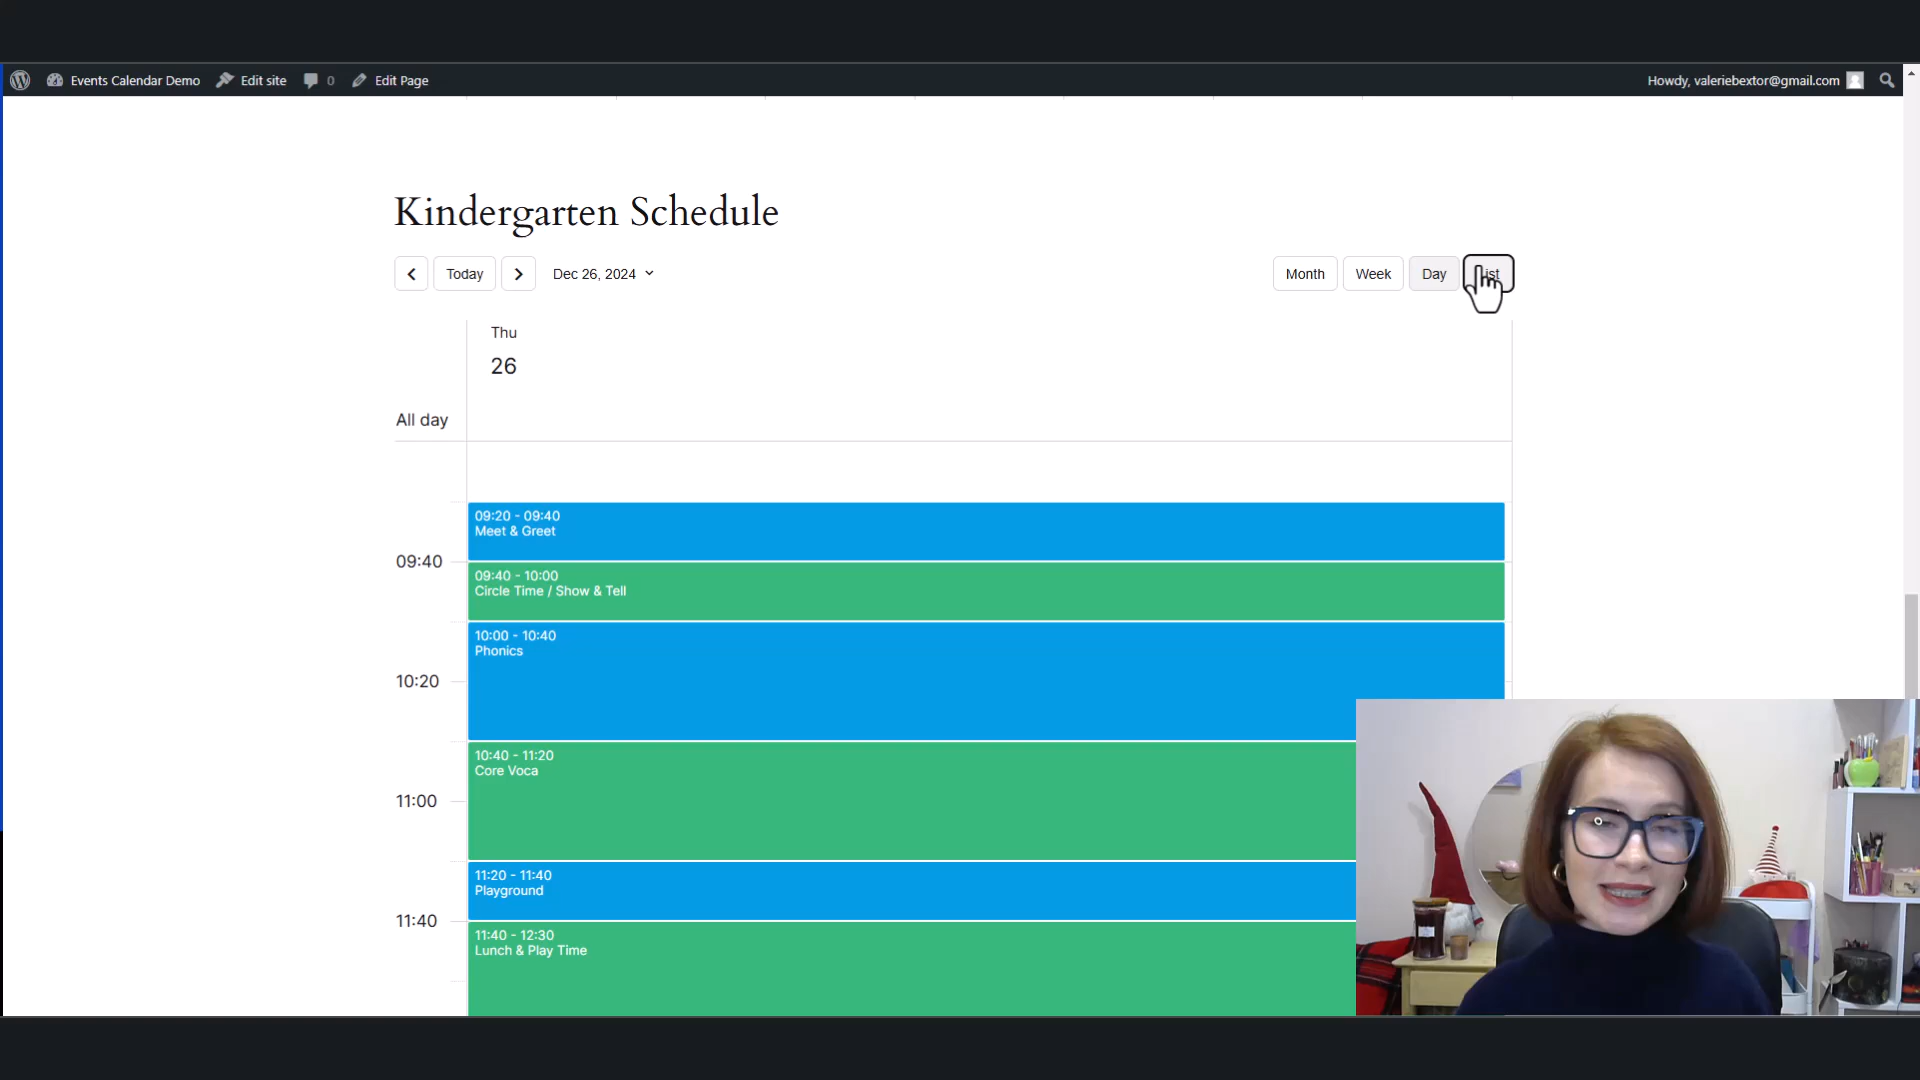 Events Calendar Demo
Edit site
0
Edit Page
Howdy, valeriebextor@gmail.com
Kindergarten Schedule
Today
Dec 26, 2024
Month
Week
Day
Thu
26
All day
09:20 - 09:40
Meet & Greet
09:40
09:40 - 10:00
Circle Time / Show & Tell
10:00 - 10:40
Phonics
10:20
10:40 - 11:20
Core Voca
11:00
11:20 - 11:40
Playground
11:40
11:40 - 12:30
Lunch & Play Time